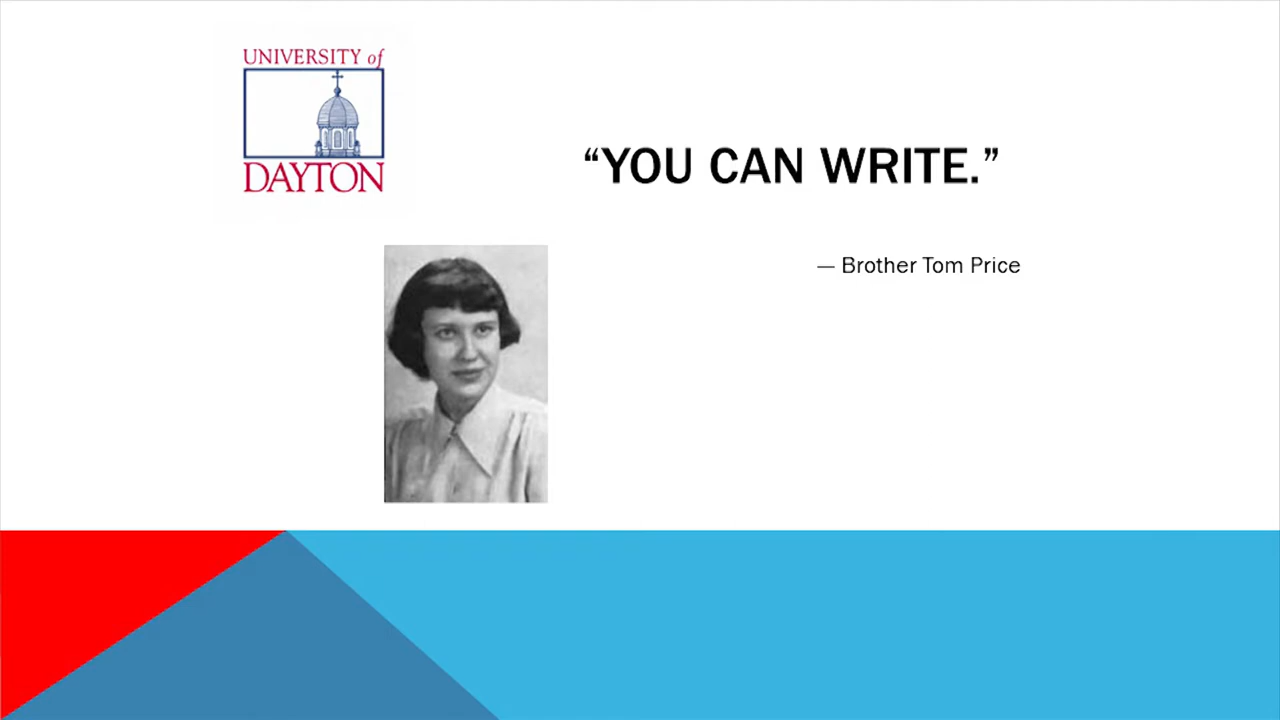 UNIVERSITY of
DAYTON
“YOU CAN WRITE.”
— Brother Tom Price